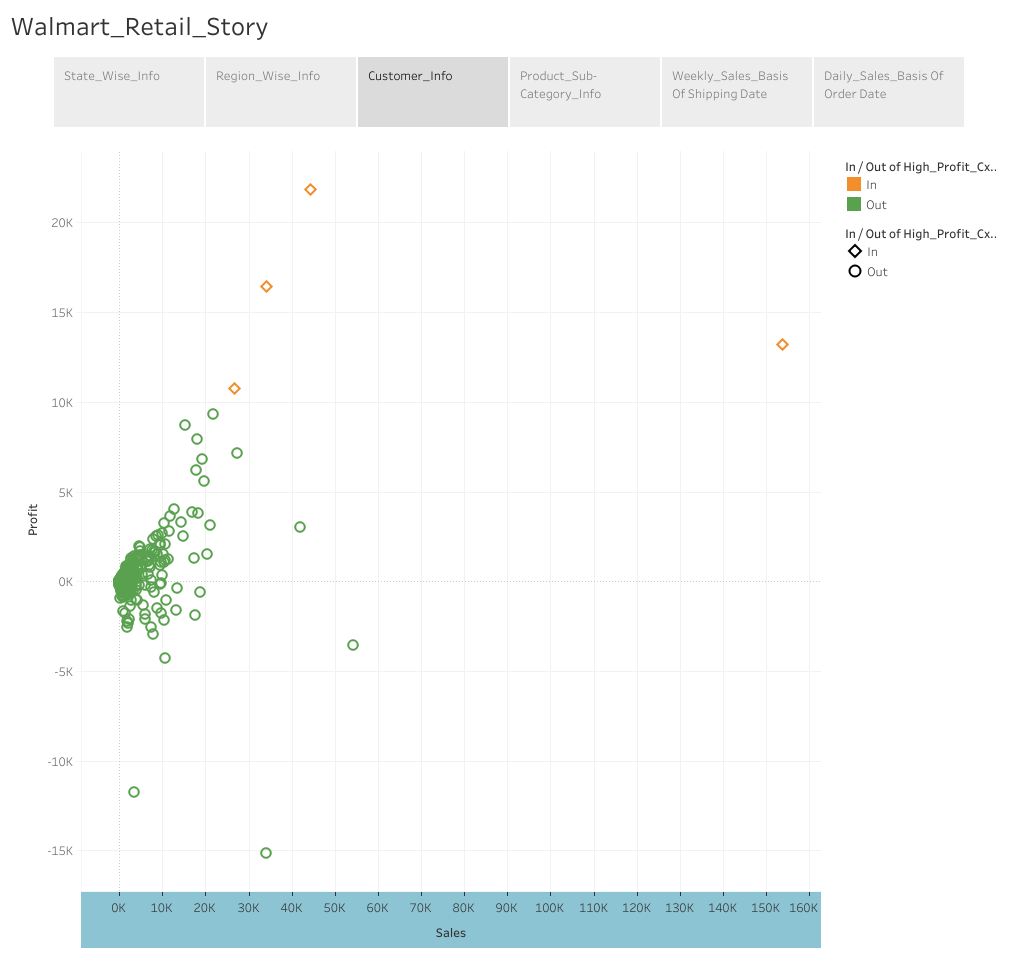 Walmart_Retail_Story
State_Wise_Info
Region_Wise_Info
Customer_Info
Product_Sub-
Category_Info
Weekly_Sales_Basis
Of Shipping Date
Daily_Sales_Basis Of
Order Date
In / Out of High_Profit_Cx..
In
Out
In / Out of High_Profit_Cx..
In
Out
20K
15K
10K
5K
0K
-5K
-10K
-15K
Profit
0K 10K 20K 30K 40K 50K 60K 70K 80K 90K 100K 110K 120K 130K 140K 150K 160K
Sales